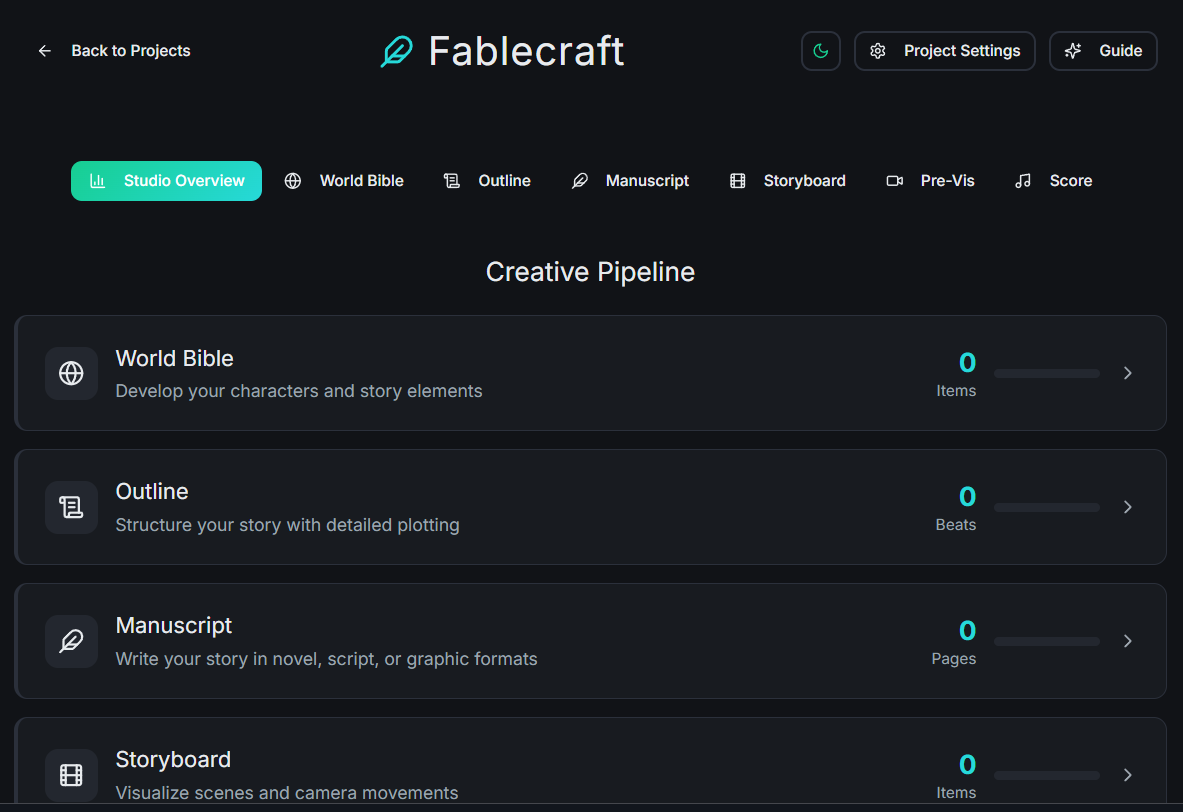 Back to Projects
Fablecraft
Project Settings
Guide
Studio Overview
World Bible
Outline
Manuscript
Storyboard
Pre-Vis
Score
Creative Pipeline
World Bible
Develop your characters and story elements
0
Items
Outline
Structure your story with detailed plotting
0
Beats
Manuscript
Write your story in novel, script, or graphic formats
0
Pages
Storyboard
Visualize scenes and camera movements
0
Items